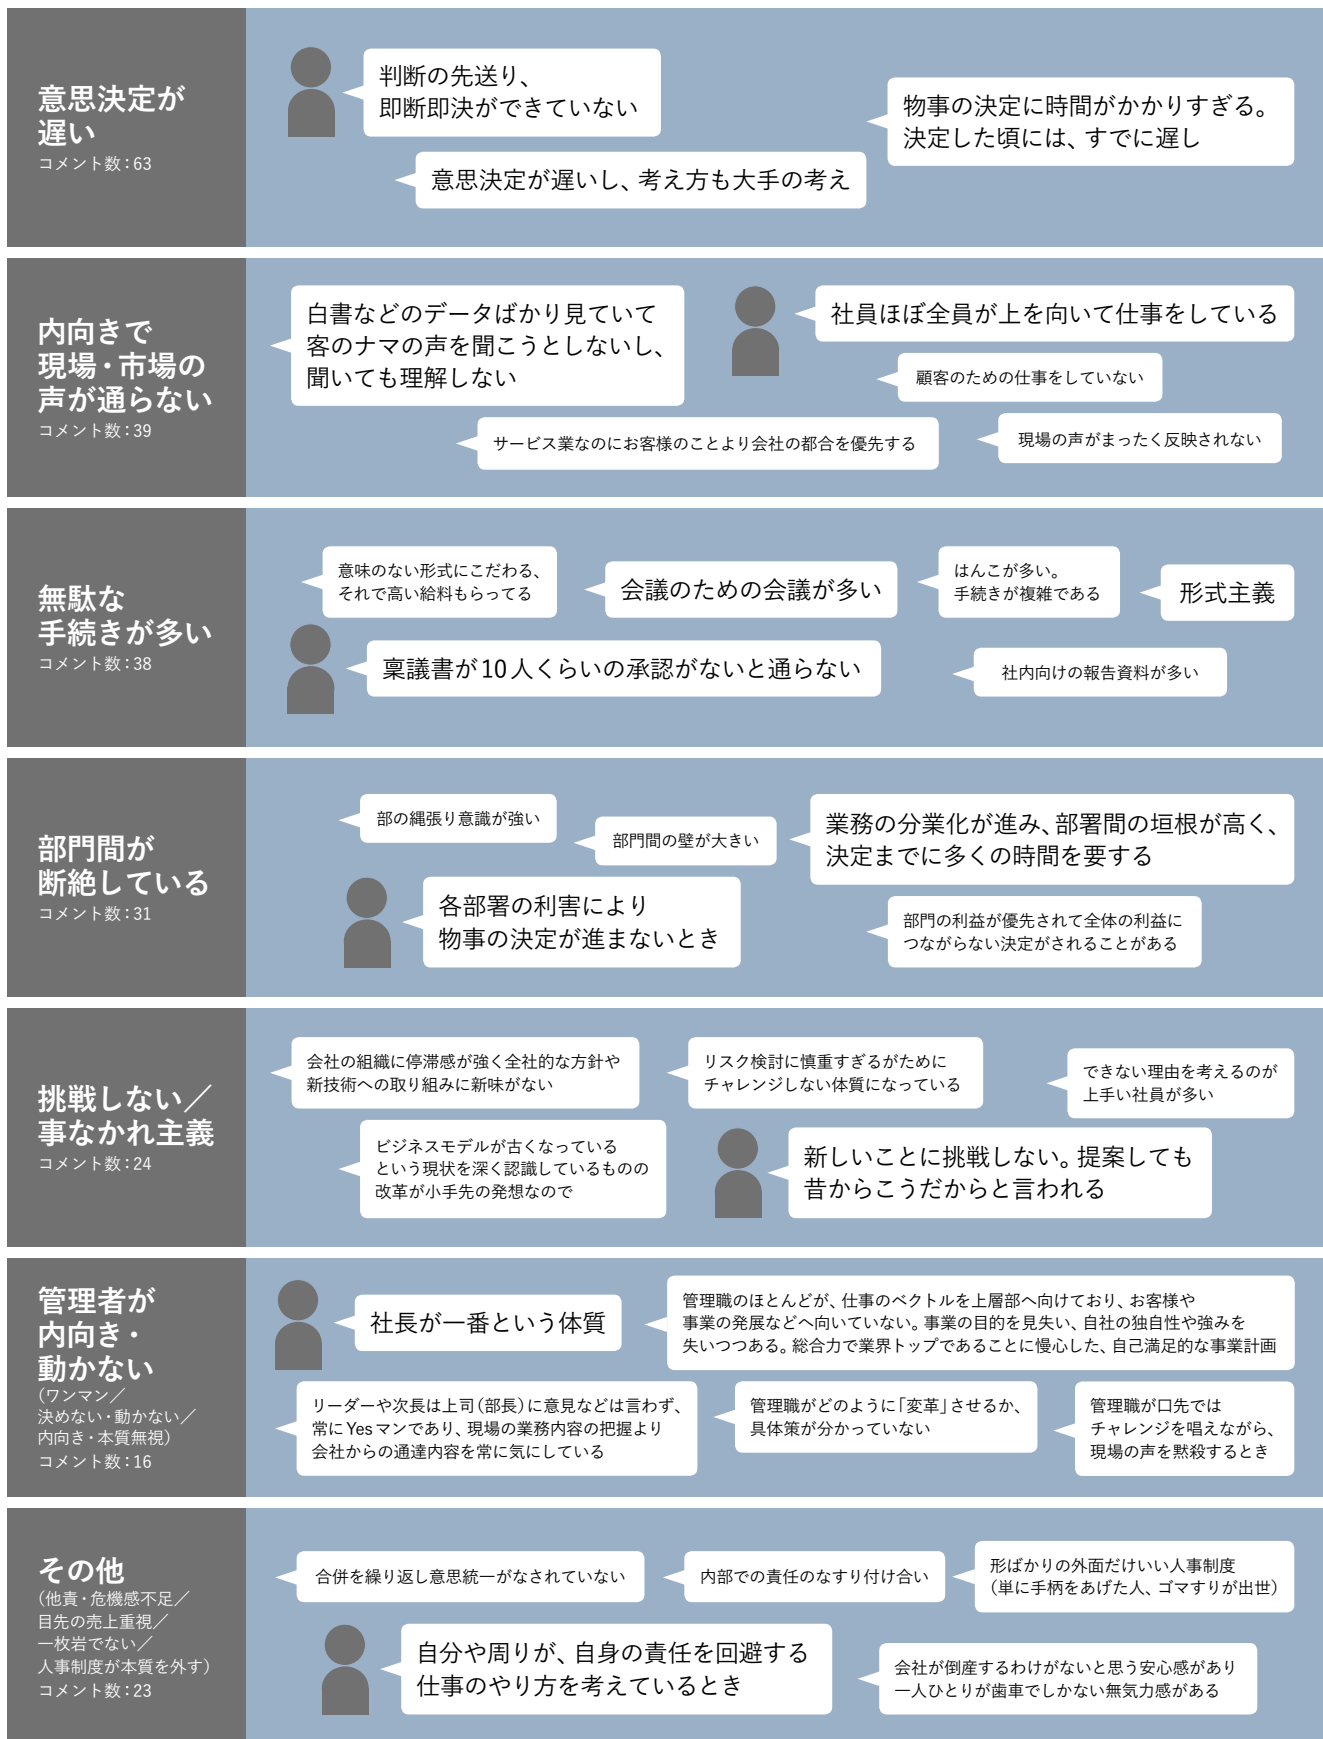 意思決定が
遅い
コメント数：63
判断の先送り、
即断即決ができていない
物事の決定に時間がかかりすぎる。
決定した頃には、すでに遅し
意思決定が遅いし、考え方も大手の考え
内向きで
現場・市場の
声が通らない
コメント数：39
白書などのデータばかり見ていて
客のナマの声を聞こうとしないし、
聞いても理解しない
社員ほぼ全員が上を向いて仕事をしている
顧客のための仕事をしていない
サービス業なのにお客様のことより会社の都合を優先する
現場の声がまったく反映されない
無駄な
手続きが多い
コメント数：38
意味のない形式にこだわる、
それで高い給料もらってる
会議のための会議が多い
はんこが多い。
手続きが複雑である
形式主義
稟議書が10人くらいの承認がないと通らない
社内向けの報告資料が多い
部門間が
断絶している
コメント数：31
部の縄張り意識が強い
部門間の壁が大きい
業務の分業化が進み、部署間の垣根が高く、
決定までに多くの時間を要する
各部署の利害により
物事の決定が進まないとき
部門の利益が優先されて全体の利益に
つながらない決定がされることがある
挑戦しない／
事なかれ主義
コメント数：24
会社の組織に停滞感が強く全社的な方針や
新技術への取り組みに新味がない
リスク検討に慎重すぎるがために
チャレンジしない体質になっている
できない理由を考えるのが
上手い社員が多い
ビジネスモデルが古くなっている
という現状を深く認識しているものの
改革が小手先の発想なので
新しいことに挑戦しない。提案しても
昔からこうだからと言われる
管理者が
内向き・
動かない
（ワンマン／
決めない・動かない／
内向き・本質無視）
コメント数：16
社長が一番という体質
管理職のほとんどが、仕事のベクトルを上層部へ向けており、お客様や
事業の発展などへ向いていない。事業の目的を見失い、自社の独自性や強みを
失いつつある。総合力で業界トップであることに慢心した、自己満足的な事業計画
リーダーや次長は上司（部長）に意見などは言わず、
常にYesマンであり、現場の業務内容の把握より
会社からの通達内容を常に気にしている
管理職がどのように「変革」させるか、
具体策が分かっていない
管理職が口先では
チャレンジを唱えながら、
現場の声を黙殺するとき
その他
（他責・危機感不足／
目先の売上重視／
一枚岩でない／
人事制度が本質を外す）
コメント数：23
合併を繰り返し意思統一がなされていない
内部での責任のなすり付け合い
形ばかりの外面だけいい人事制度
（単に手柄をあげた人、ゴマすりが出世）
自分や周りが、自身の責任を回避する
仕事のやり方を考えているとき
会社が倒産するわけがないと思う安心感があり
一人ひとりが歯車でしかない無気力感がある